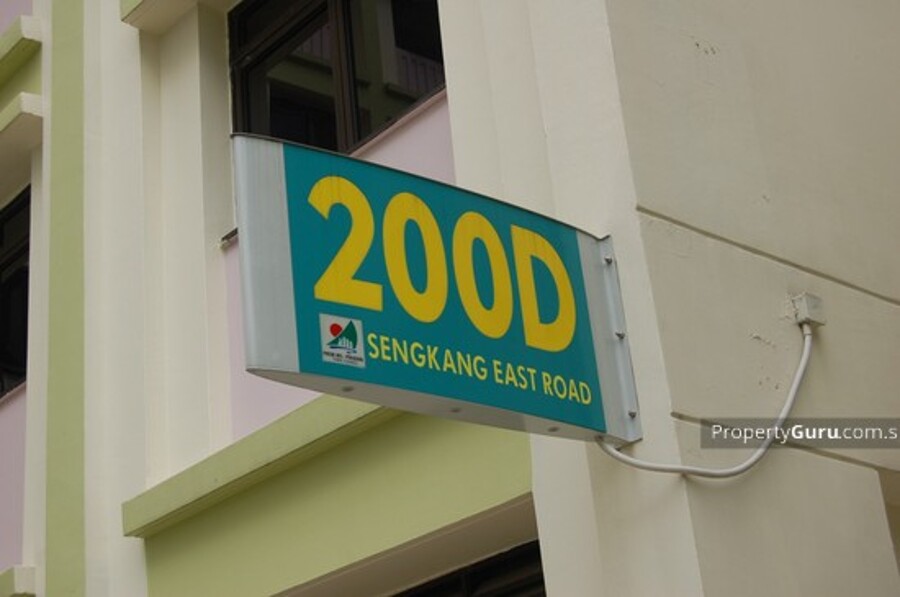 200D
SENGKANG EAST ROAD
PropertyGuru.com.s